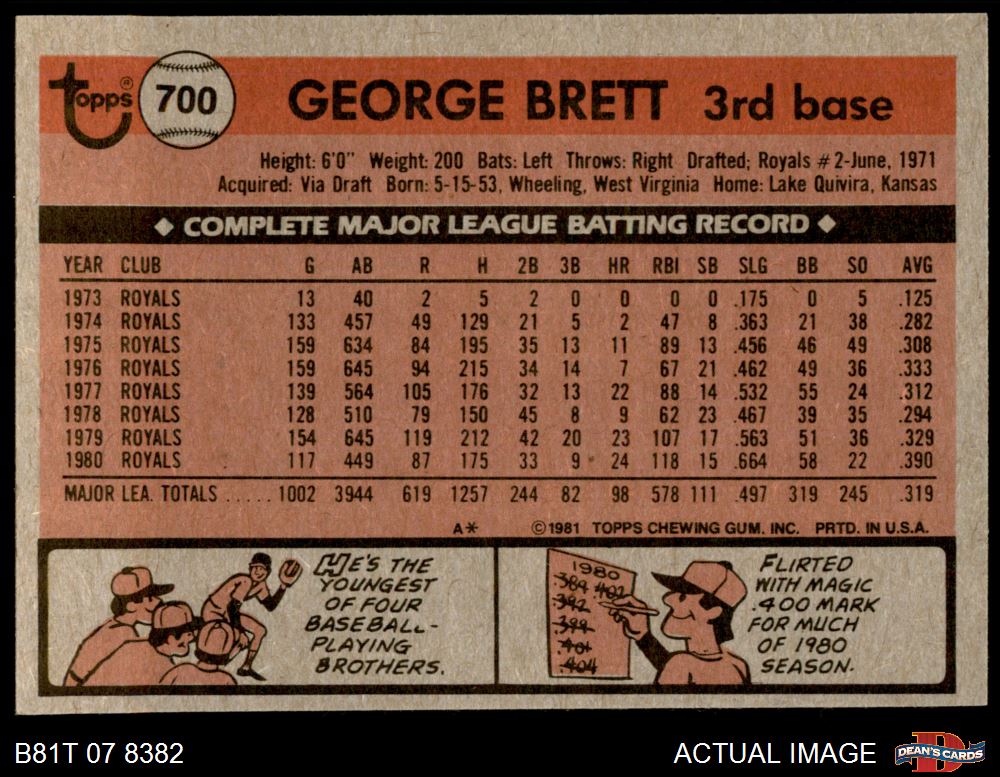 Topps® 700 GEORGE BRETT 3rd base
Height: 6'0" Weight: 200 Bats: Left Throws: Right Drafted; Royals #2-June, 1971
Acquired: Via Draft Born: 5-15-53, Wheeling, West Virginia Home: Lake Quivira, Kansas
◆ COMPLETE MAJOR LEAGUE BATTING RECORD ◆
YEAR CLUB G AB R H 2B 3B HR RBI SB SLG BB SO AVG
1973 ROYALS 13 40 2 5 2 0 0 0 0 .175 0 5 .125
1974 ROYALS 133 457 49 129 21 5 2 47 8 .363 21 38 .282
1975 ROYALS 159 634 84 195 35 13 11 89 13 .456 46 49 .308
1976 ROYALS 159 645 94 215 34 14 7 67 21 .462 49 36 .333
1977 ROYALS 139 564 105 176 32 13 22 88 14 .532 55 24 .312
1978 ROYALS 128 510 79 150 45 8 9 62 23 .467 39 35 .294
1979 ROYALS 154 645 119 212 42 20 23 107 17 .563 51 36 .329
1980 ROYALS 117 449 87 175 33 9 24 118 15 .664 58 22 .390
MAJOR LEA. TOTALS ..... 1002 3944 619 1257 244 82 98 578 111 .497 319 245 .319
A* ©1981 TOPPS CHEWING GUM. INC. PRTD. IN U.S.A.
HE'S THE
YOUNGEST
OF FOUR
BASEBALL-
PLAYING
BROTHERS.
1980
.389 .402
.392
.399
.401
.404
FLIRTED
WITH MAGIC
.400 MARK
FOR MUCH
OF 1980
SEASON.
B81T 07 8382 ACTUAL IMAGE DEAN'S CARDS